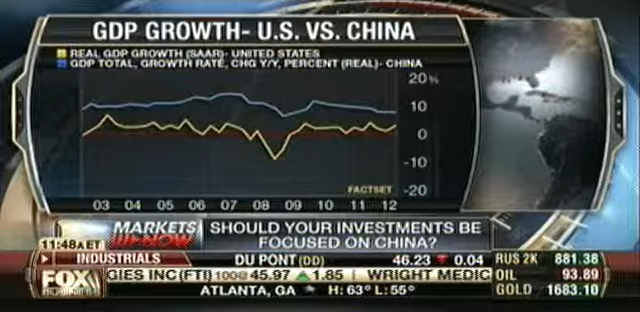 GDP GROWTH- U.S. VS. CHINA
REAL GDP GROWTH (SAAR)- UNITED STATES
GDP TOTAL, GROWTH RATE, CHG Y/Y, PERCENT (REAL)- CHINA
20%
10
0
-10
-20
FACTSET
03 04 05 06 07 08 09 10 11 12
MARKETS
NOW
SHOULD YOUR INVESTMENTS BE
FOCUSED ON CHINA?
11:48A ET
INDUSTRIALS
DU PONT (DD) 46.23 ▼ 0.04
RUS 2K 881.38
FOX
GIES INC (FTI) 100@ 45.97 ▲ 1.85 WRIGHT MEDIC
OIL 93.89
ATLANTA, GA H: 63° L: 55°
GOLD 1683.10